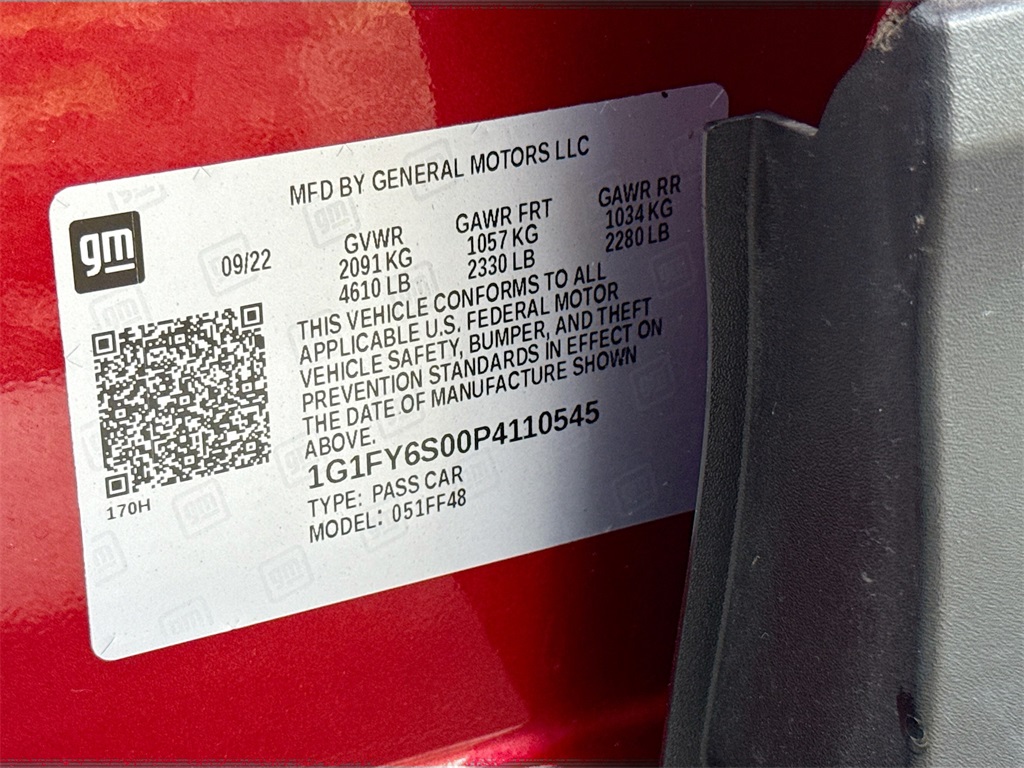 MFD BY GENERAL MOTORS LLC
gm
09/22
GVWR
2091 KG
4610 LB
GAWR FRT
1057 KG
2330 LB
GAWR RR
1034 KG
2280 LB
THIS VEHICLE CONFORMS TO ALL
APPLICABLE U.S. FEDERAL MOTOR
VEHICLE SAFETY, BUMPER, AND THEFT
PREVENTION STANDARDS IN EFFECT ON
THE DATE OF MANUFACTURE SHOWN
ABOVE.
1G1FY6S00P4110545
TYPE: PASS CAR
MODEL: 051FF48
170H